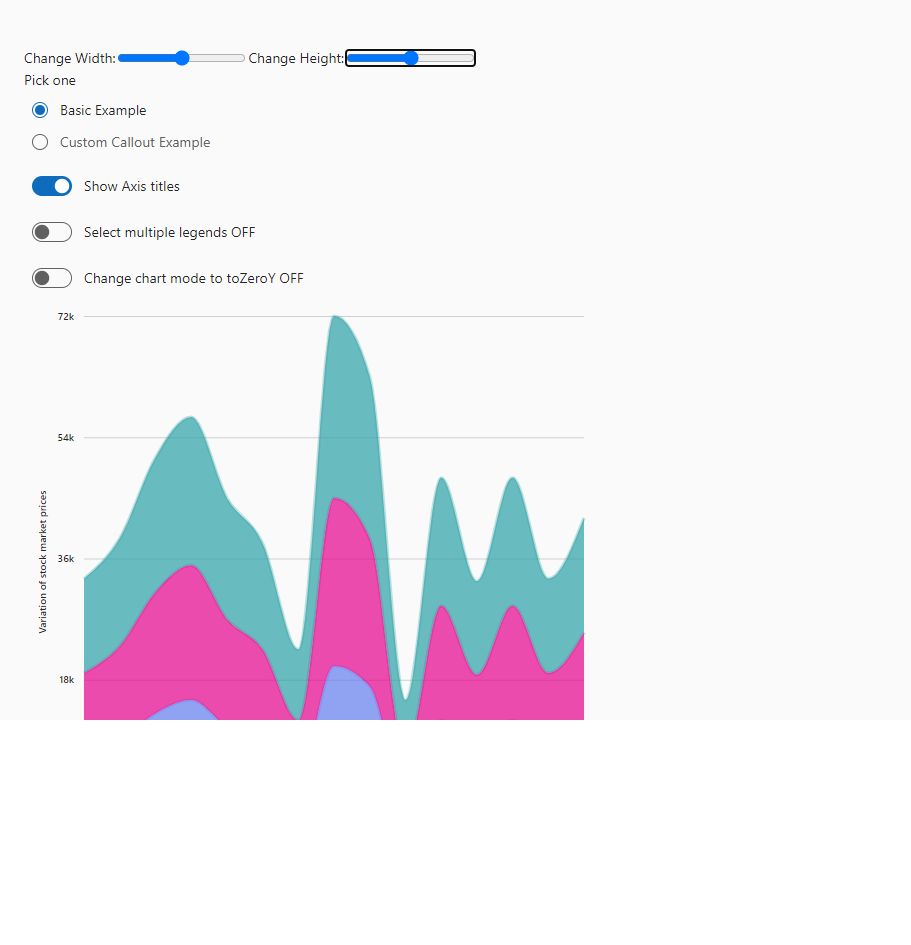 Change Width: Change Height:
Pick one
Basic Example
Custom Callout Example
Show Axis titles
Select multiple legends OFF
Change chart mode to toZeroY OFF
72k
54k
Variation of stock market prices
36k
18k